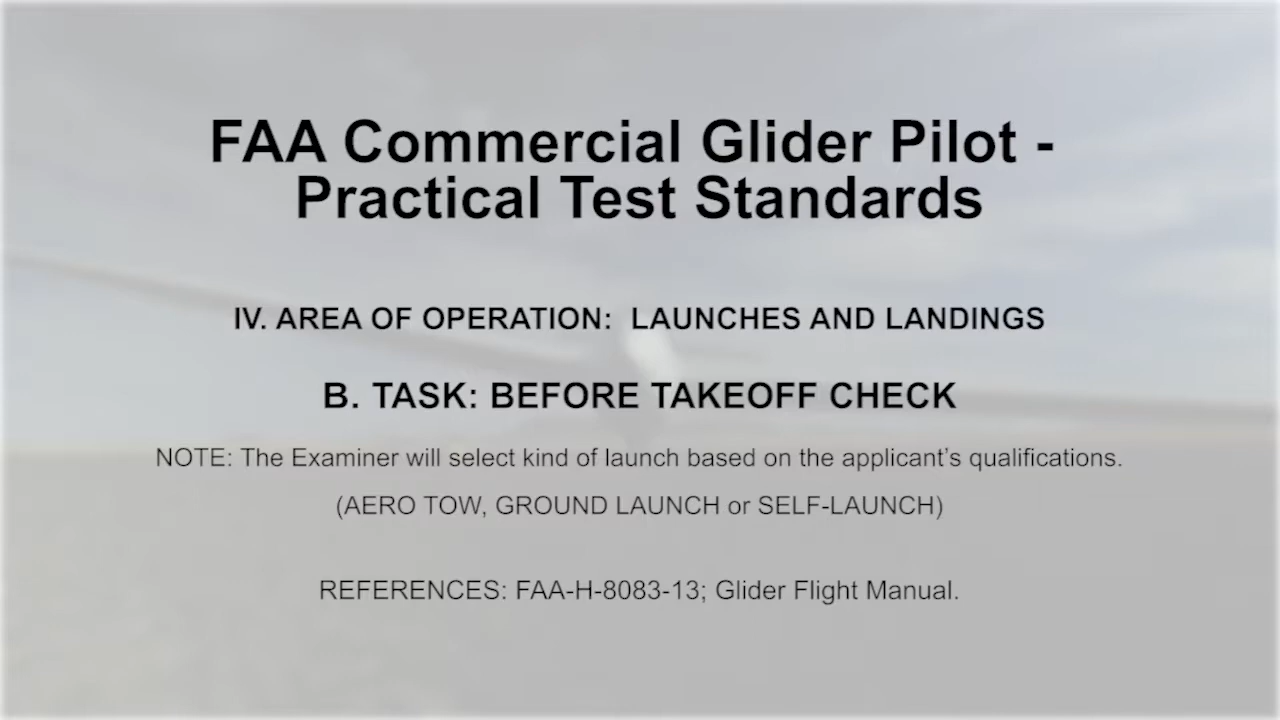 FAA Commercial Glider Pilot -
Practical Test Standards
IV. AREA OF OPERATION:  LAUNCHES AND LANDINGS
B. TASK: BEFORE TAKEOFF CHECK
NOTE: The Examiner will select kind of launch based on the applicant’s qualifications.
(AERO TOW, GROUND LAUNCH or SELF-LAUNCH)
REFERENCES: FAA-H-8083-13; Glider Flight Manual.